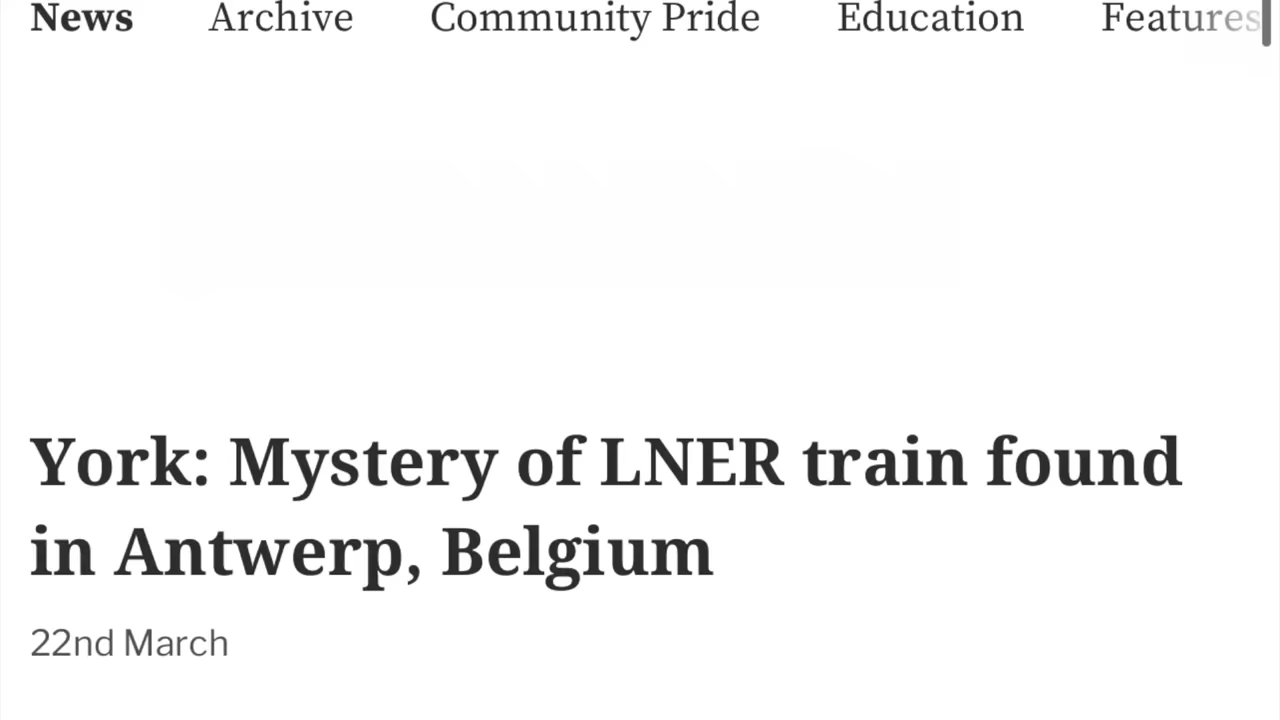 News Archive Community Pride Education Features
York: Mystery of LNER train found
in Antwerp, Belgium
22nd March